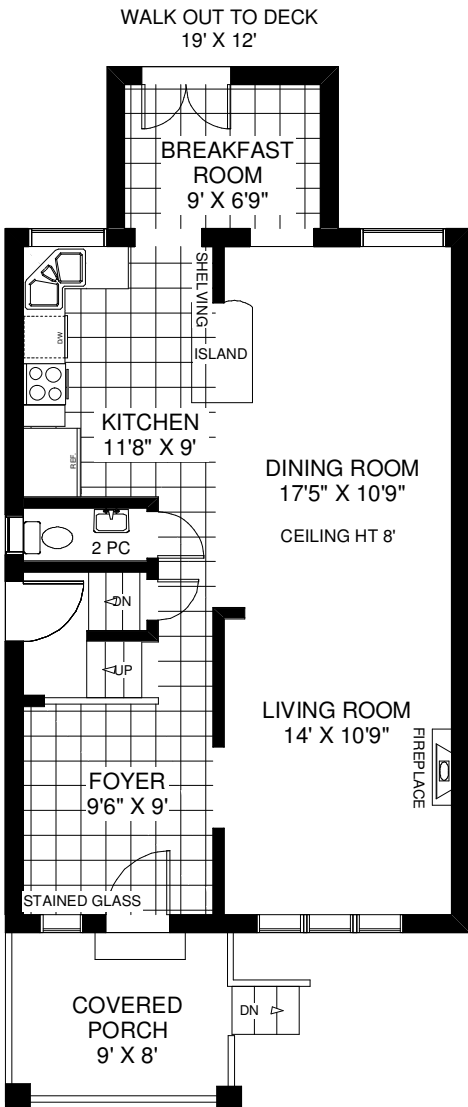 WALK OUT TO DECK
19' X 12'
BREAKFAST
ROOM
9' X 6'9"
SHELVING
DW
ISLAND
KITCHEN
11'8" X 9'
REF.
DINING ROOM
17'5" X 10'9"
CEILING HT 8'
2 PC
DN
UP
LIVING ROOM
14' X 10'9"
FIREPLACE
FOYER
9'6" X 9'
STAINED GLASS
COVERED
PORCH
9' X 8'
DN